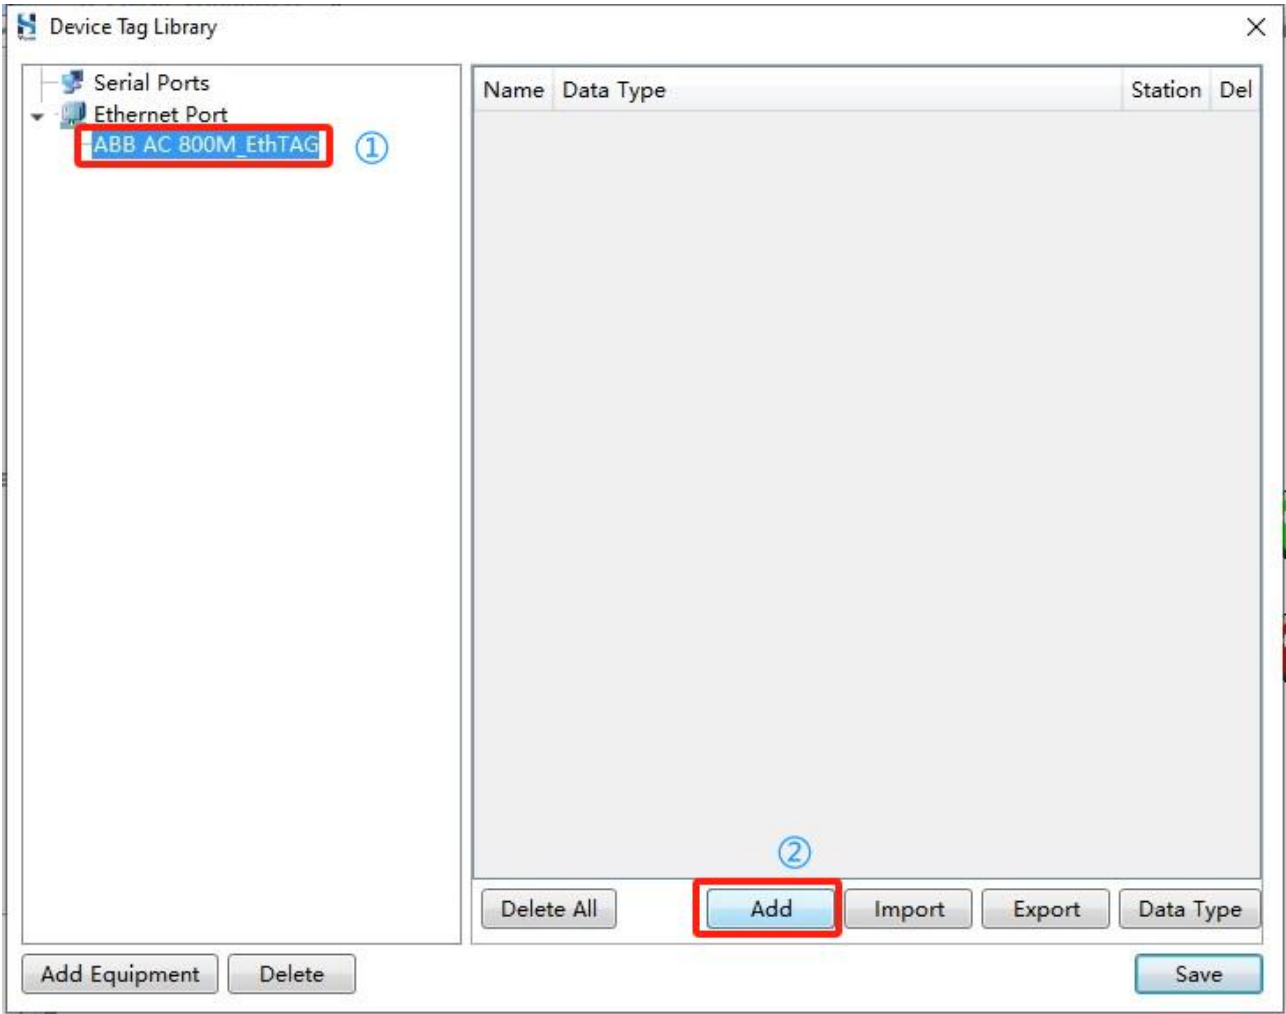 Device Tag Library
Serial Ports
Ethernet Port
ABB AC 800M_EthTAG
①
Name Data Type Station Del
②
Delete All Add Import Export Data Type
Add Equipment Delete Save